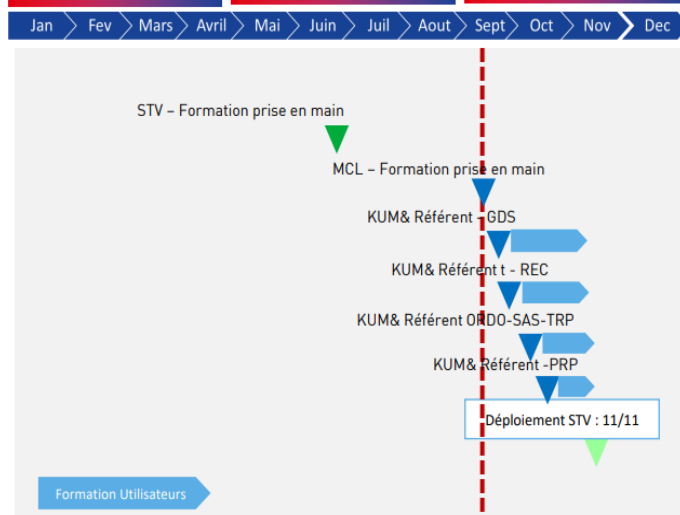 Jan Fev Mars Avril Mai Juin Juil Aout Sept Oct Nov Dec
STV – Formation prise en main
MCL – Formation prise en main
KUM& Référent - GDS
KUM& Référent t - REC
KUM& Référent ORDO-SAS-TRP
KUM& Référent -PRP
Déploiement STV : 11/11
Formation Utilisateurs